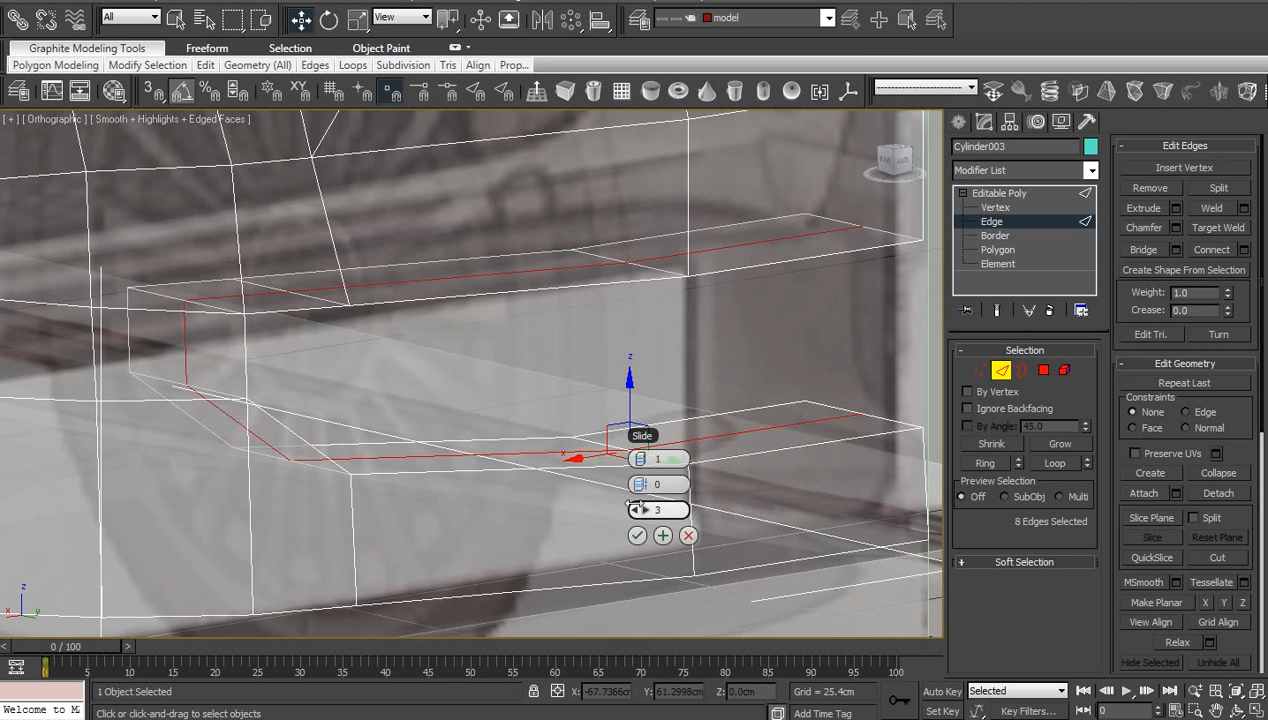 All
View
model
Graphite Modeling Tools Freeform Selection Object Paint
Polygon Modeling Modify Selection Edit Geometry (All) Edges Loops Subdivision Tris Align Prop...
3 % XY
[ + ] [ Orthographic ] [ Smooth + Highlights + Edged Faces ]
Cylinder003
Modifier List
Editable Poly
Vertex
Edge
Border
Polygon
Element
Selection
By Vertex
Ignore Backfacing
By Angle: 45.0
Shrink Grow
Ring Loop
Preview Selection
Off SubObj Multi
8 Edges Selected
Soft Selection
Edit Edges
Insert Vertex
Remove Split
Extrude Weld
Chamfer Target Weld
Bridge Connect
Create Shape From Selection
Weight: 1.0
Crease: 0.0
Edit Tri. Turn
Edit Geometry
Repeat Last
Constraints
None Edge
Face Normal
Preserve UVs
Create Collapse
Attach Detach
Slice Plane Split
Slice Reset Plane
QuickSlice Cut
MSmooth Tessellate
Make Planar X Y Z
View Align Grid Align
Relax
Hide Selected Unhide All
z
x
Slide
1
0
3
z
x y
0 / 100
0 5 10 15 20 25 30 35 40 45 50 55 60 65 70 75 80 85 90 95 100
1 Object Selected X: -67.7366cm Y: 61.2998cm Z: 0.0cm Grid = 25.4cm Auto Key Selected
Welcome to M Click or click-and-drag to select objects Add Time Tag Set Key Key Filters... 0